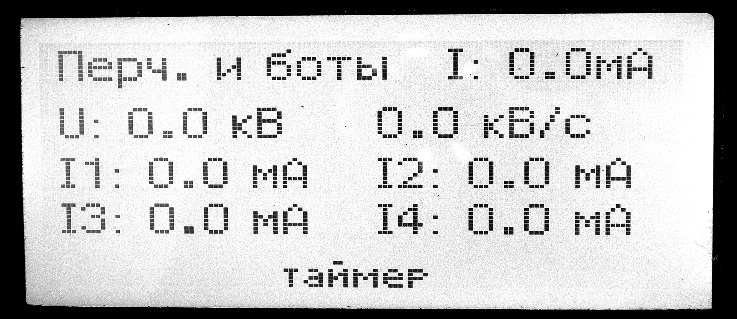 Перч. и боты I: 0.0мА
U: 0.0 кВ 0.0 кВ/с
I1: 0.0 мА I2: 0.0 мА
I3: 0.0 мА I4: 0.0 мА
таймер